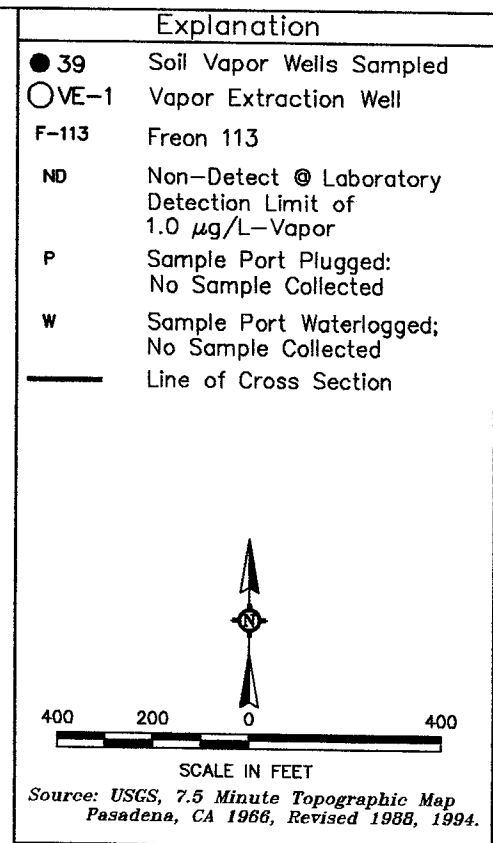 Explanation
39 Soil Vapor Wells Sampled
VE-1 Vapor Extraction Well
F-113 Freon 113
ND Non-Detect @ Laboratory
Detection Limit of
1.0 µg/L-Vapor
P Sample Port Plugged:
No Sample Collected
W Sample Port Waterlogged;
No Sample Collected
Line of Cross Section
N
400 200 0 400
SCALE IN FEET
Source: USGS, 7.5 Minute Topographic Map
Pasadena, CA 1966, Revised 1988, 1994.